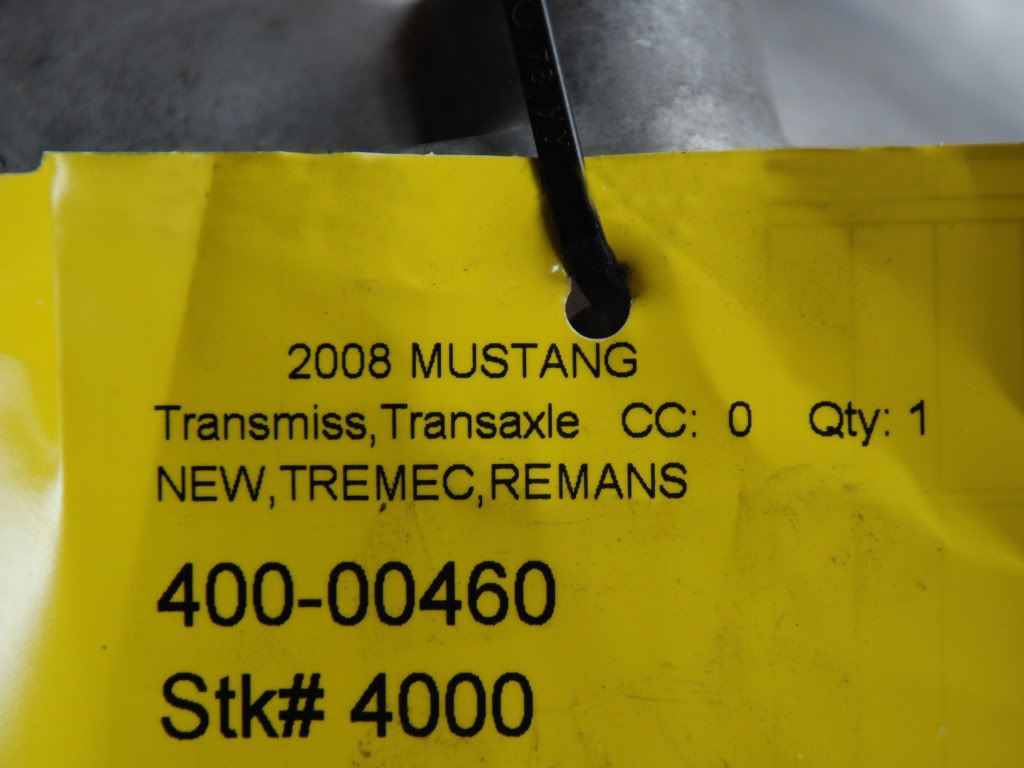 2008 MUSTANG
Transmiss,Transaxle CC: 0 Qty: 1
NEW,TREMEC,REMANS
400-00460
Stk# 4000